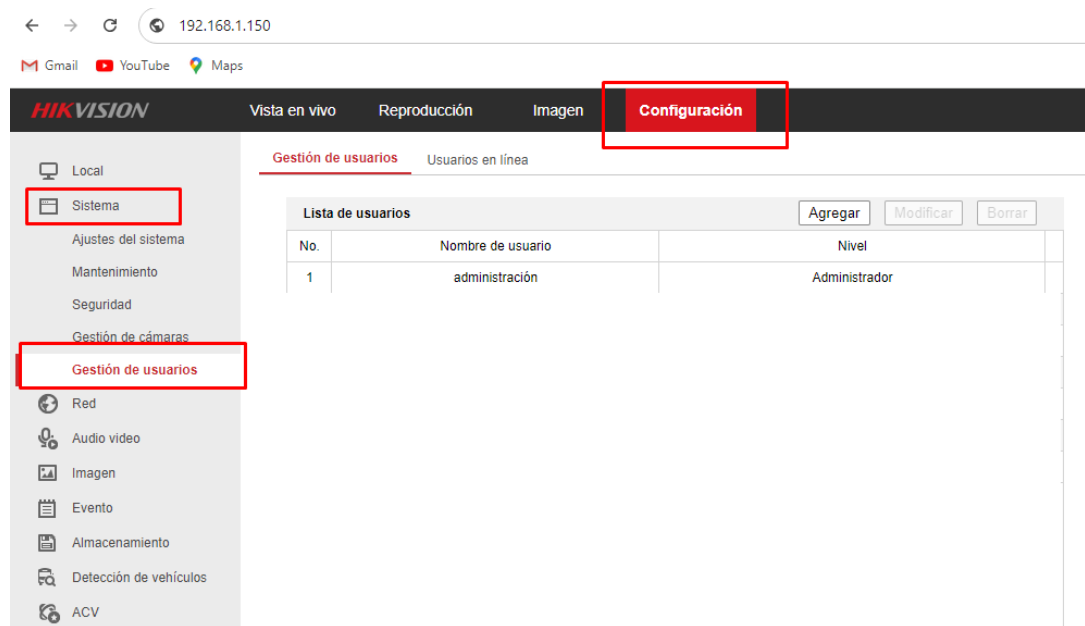 192.168.1.150
Gmail YouTube Maps
HIKVISION Vista en vivo Reproducción Imagen Configuración
Gestión de usuarios Usuarios en línea
Local
Sistema
Ajustes del sistema
Mantenimiento
Seguridad
Gestión de cámaras
Gestión de usuarios
Red
Audio video
Imagen
Evento
Almacenamiento
Detección de vehículos
ACV
Lista de usuarios Agregar Modificar Borrar
No. Nombre de usuario Nivel
1 administración Administrador